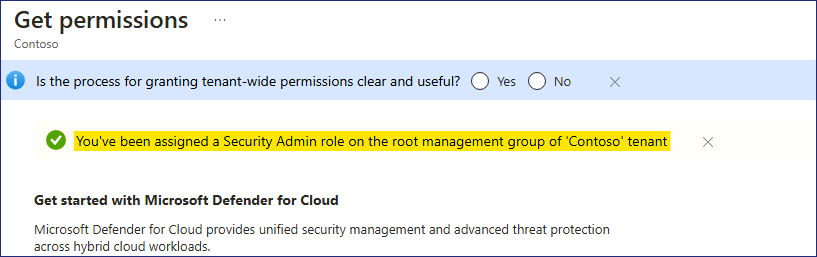 Get permissions ...
Contoso
Is the process for granting tenant-wide permissions clear and useful? Yes No
You've been assigned a Security Admin role on the root management group of 'Contoso' tenant
Get started with Microsoft Defender for Cloud
Microsoft Defender for Cloud provides unified security management and advanced threat protection
across hybrid cloud workloads.